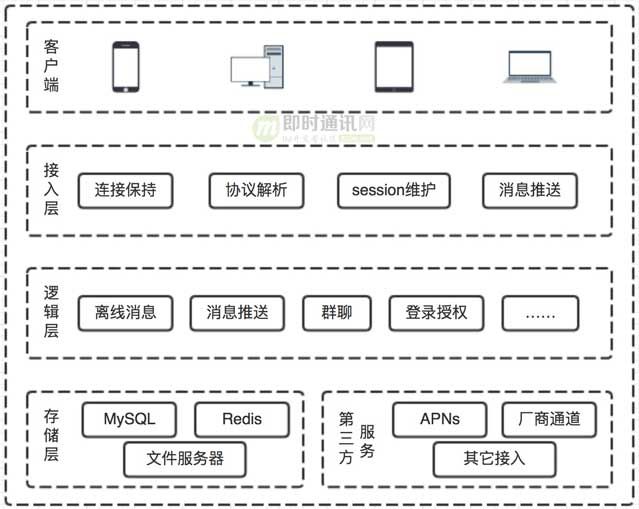 客户端
即时通讯网
接入层
连接保持
协议解析
session维护
消息推送
逻辑层
离线消息
消息推送
群聊
登录授权
……
存储层
MySQL
Redis
文件服务器
第三方
服务
APNs
厂商通道
其它接入